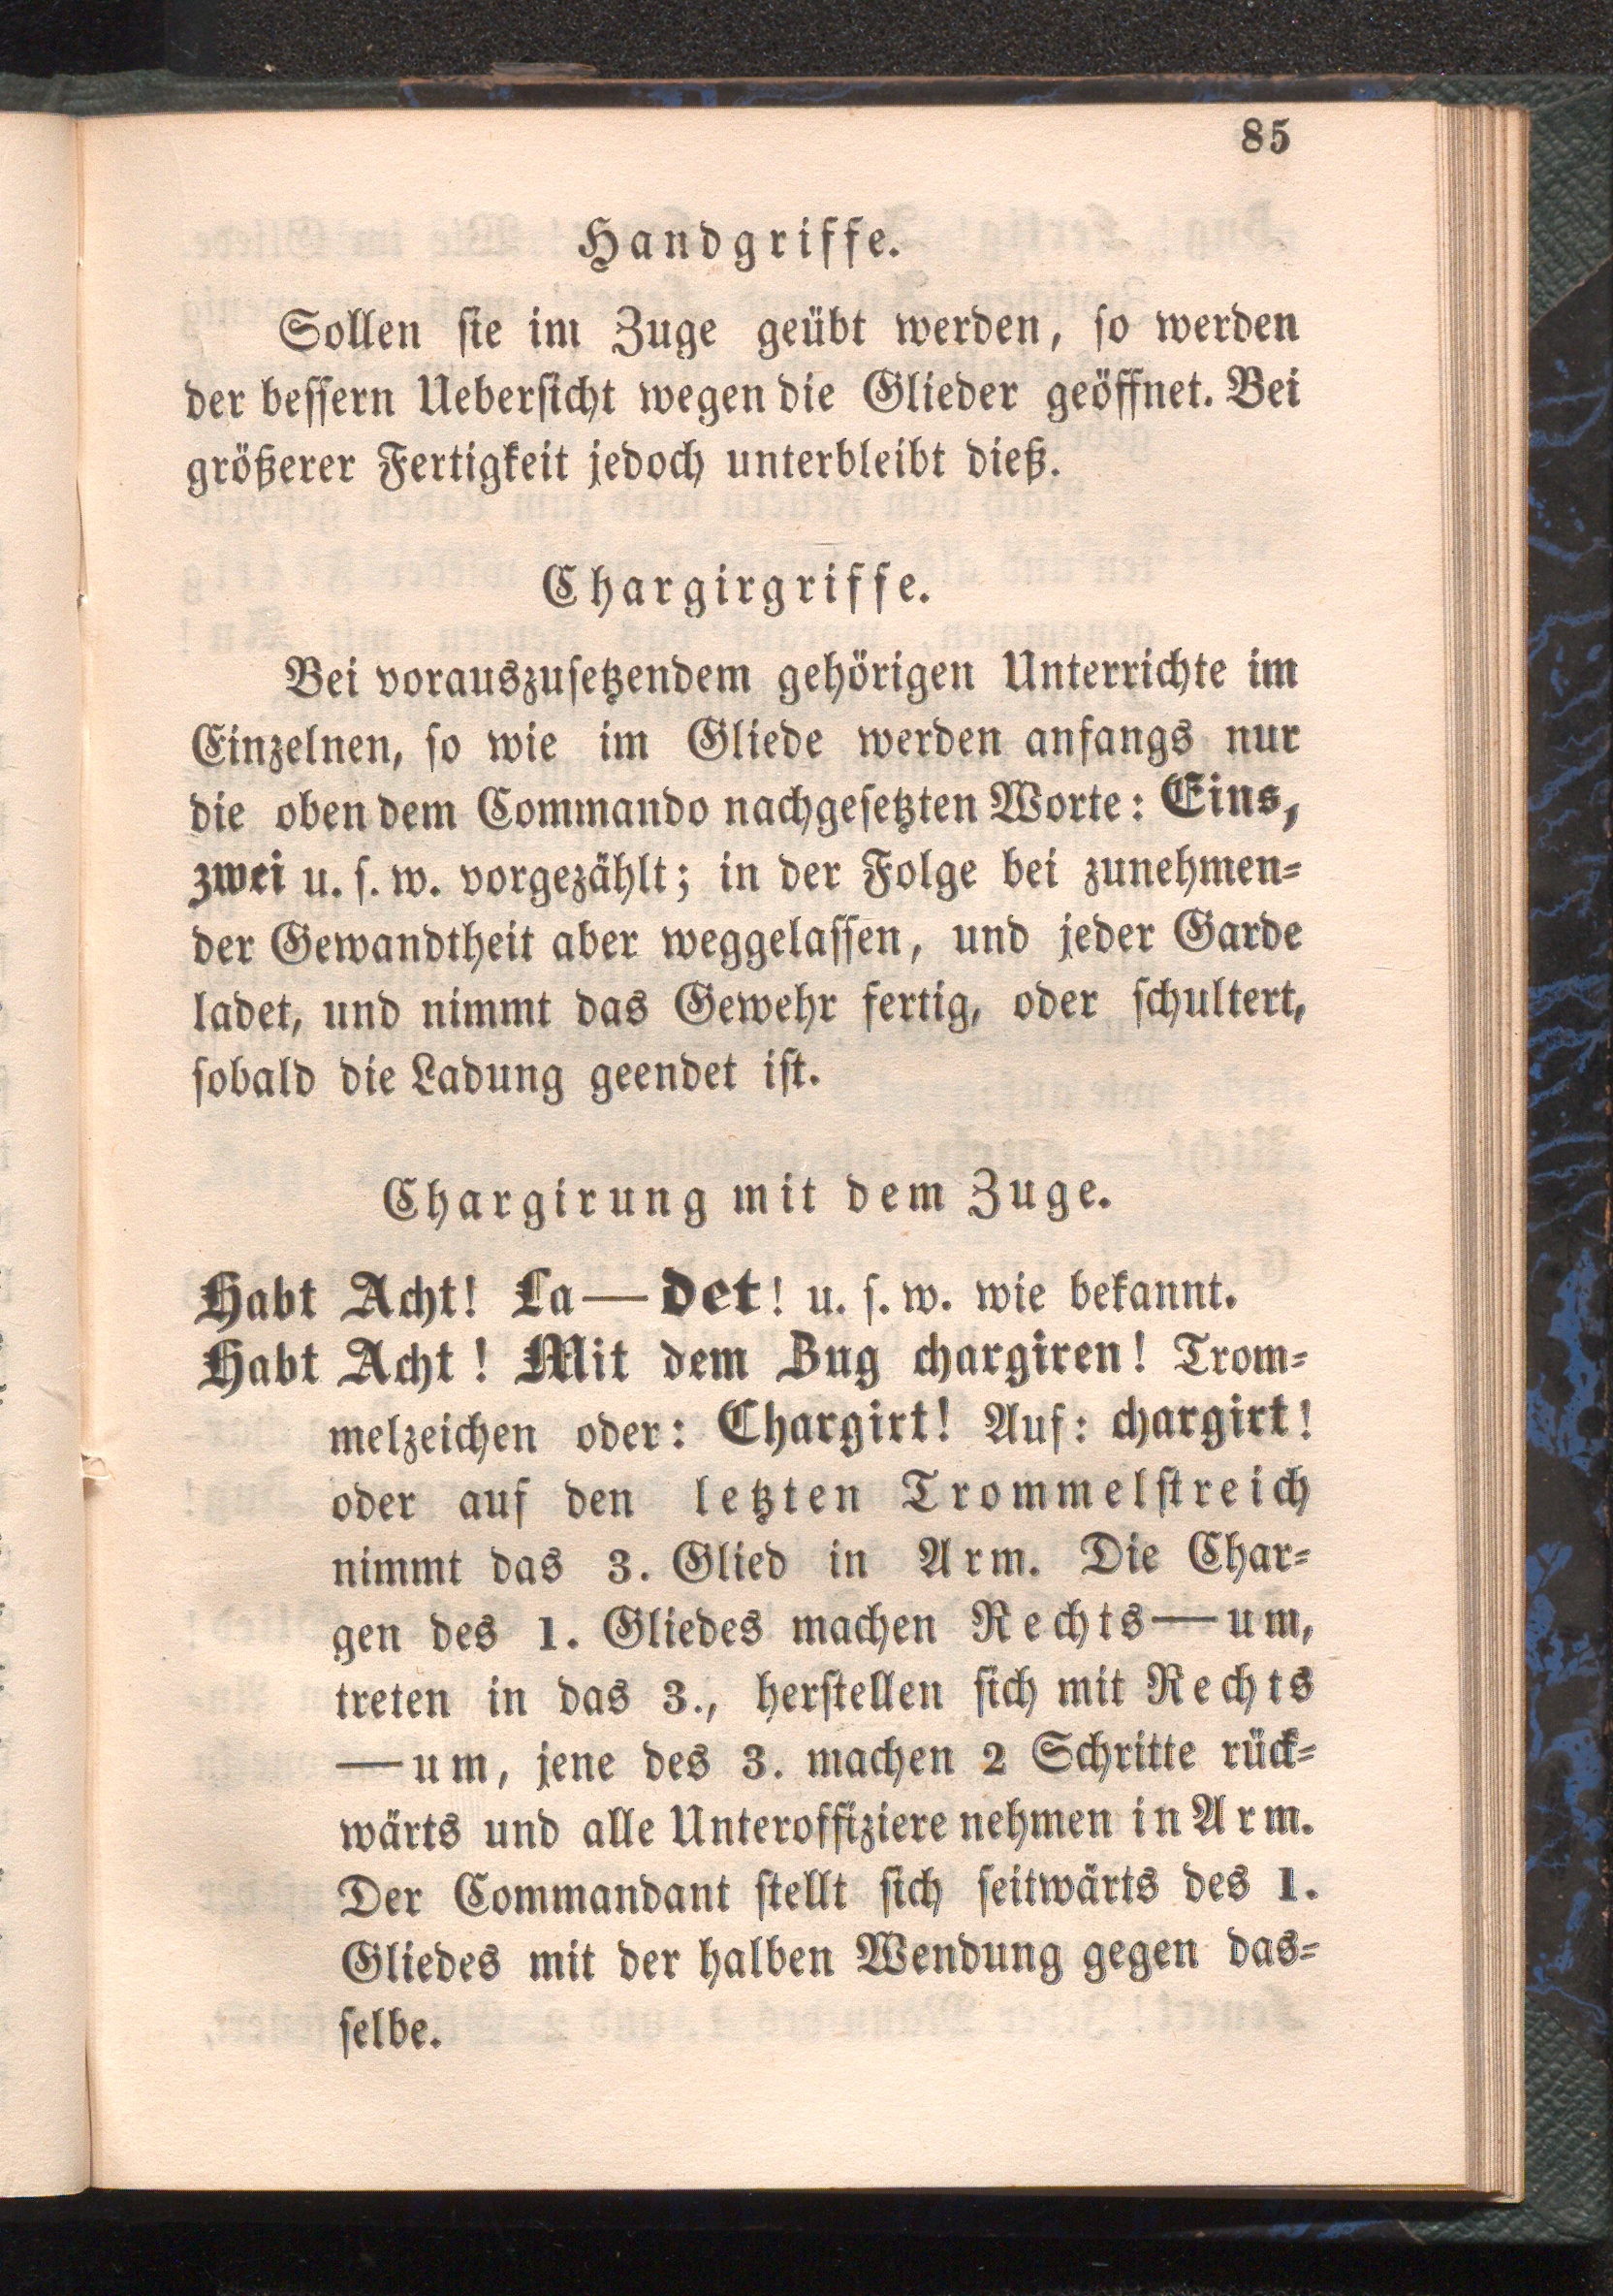 85
Handgriffe.
Sollen sie im Zuge geübt werden, so werden
der bessern Uebersicht wegen die Glieder geöffnet. Bei
größerer Fertigkeit jedoch unterbleibt dieß.
Chargirgriffe.
Bei vorauszusetzendem gehörigen Unterrichte im
Einzelnen, so wie im Gliede werden anfangs nur
die oben dem Commando nachgesetzten Worte: Eins,
zwei u. s. w. vorgezählt; in der Folge bei zunehmen-
der Gewandtheit aber weggelassen, und jeder Garde
ladet, und nimmt das Gewehr fertig, oder schultert,
sobald die Ladung geendet ist.
Chargirung mit dem Zuge.
Habt Acht! La—det! u. s. w. wie bekannt.
Habt Acht! Mit dem Zug chargiren! Trom-
melzeichen oder: Chargirt! Auf: chargirt!
oder auf den letzten Trommelstreich
nimmt das 3. Glied in Arm. Die Char-
gen des 1. Gliedes machen Rechts—um,
treten in das 3., herstellen sich mit Rechts
—um, jene des 3. machen 2 Schritte rück-
wärts und alle Unteroffiziere nehmen in Arm.
Der Commandant stellt sich seitwärts des 1.
Gliedes mit der halben Wendung gegen das-
selbe.